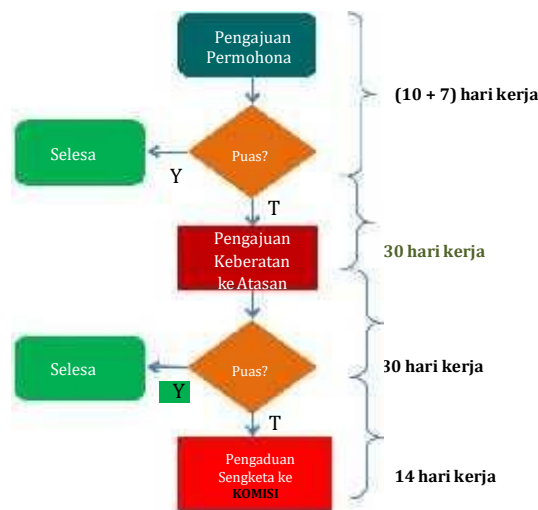 Pengajuan
Permohona
(10 + 7) hari kerja
Selesa
Puas?
Y
T
Pengajuan
Keberatan
ke Atasan
30 hari kerja
30 hari kerja
Selesa
Puas?
Y
T
Pengaduan
Sengketa ke
KOMISI
14 hari kerja